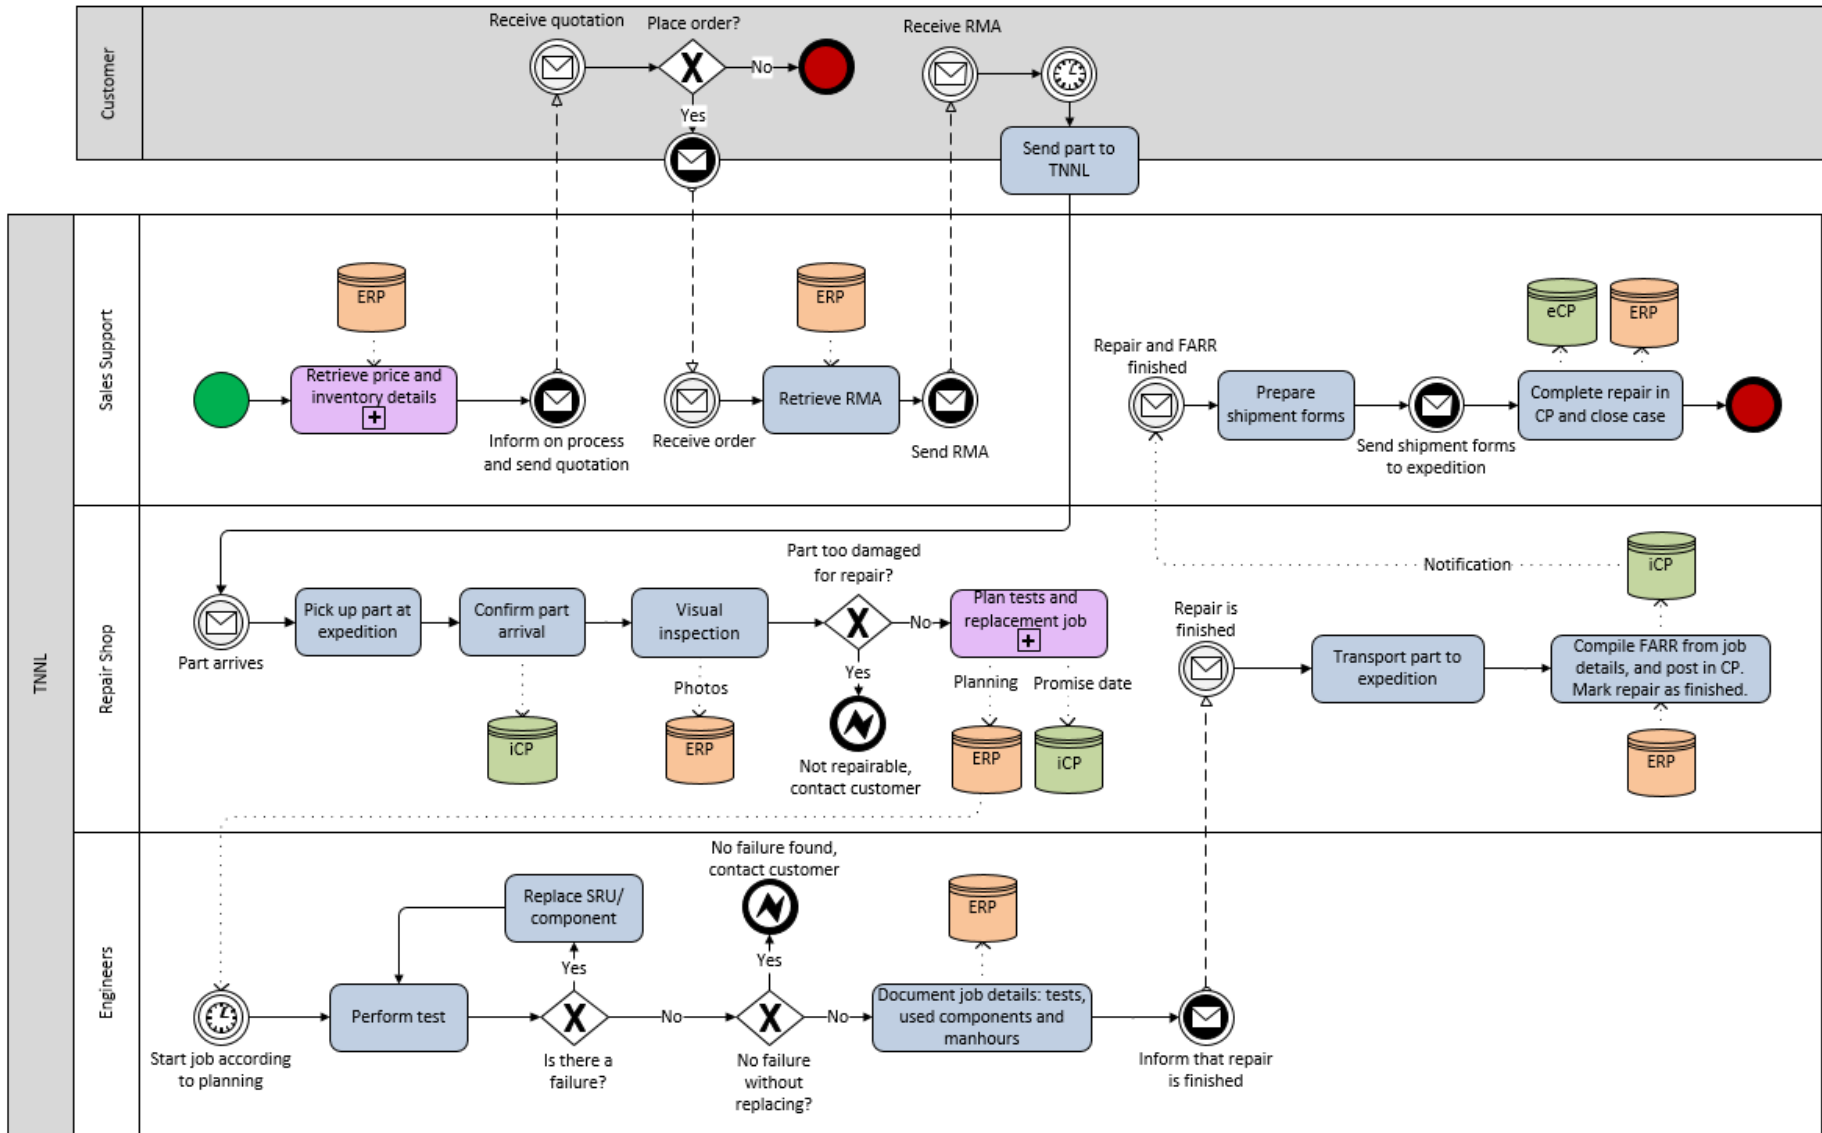 Customer
Receive quotation
Place order?
No
Yes
Receive RMA
Send part to
TNNL
TNNL
Sales Support
ERP
Retrieve price and
inventory details
Inform on process
and send quotation
Receive order
ERP
Retrieve RMA
Send RMA
Repair and FARR
finished
Prepare
shipment forms
Send shipment forms
to expedition
eCP
ERP
Complete repair in
CP and close case
Repair Shop
Part arrives
Pick up part at
expedition
Confirm part
arrival
iCP
Visual
inspection
Photos
ERP
Part too damaged
for repair?
No
Yes
Not repairable,
contact customer
Plan tests and
replacement job
Planning
Promise date
ERP
iCP
Repair is
finished
Transport part to
expedition
Notification
iCP
Compile FARR from job
details, and post in CP.
Mark repair as finished.
ERP
Engineers
Start job according
to planning
Perform test
Replace SRU/
component
Yes
Is there a
failure?
No
No failure found,
contact customer
Yes
No failure
without
replacing?
No
ERP
Document job details: tests,
used components and
manhours
Inform that repair
is finished